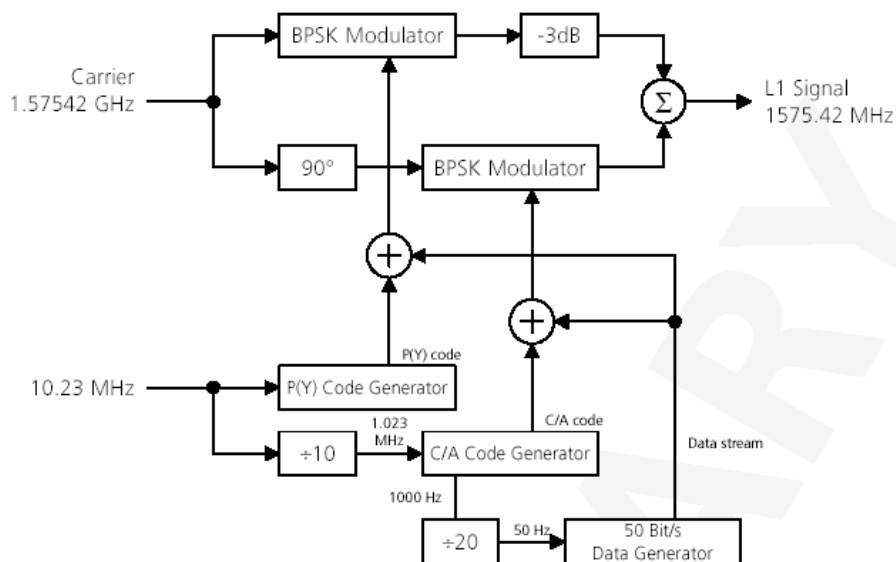 BPSK Modulator
-3dB
Carrier
1.57542 GHz
Σ
L1 Signal
1575.42 MHz
90°
BPSK Modulator
+
+
P(Y) code
10.23 MHz
P(Y) Code Generator
1.023
MHz
C/A code
÷10
C/A Code Generator
Data stream
1000 Hz
÷20
50 Hz
50 Bit/s
Data Generator
ARY